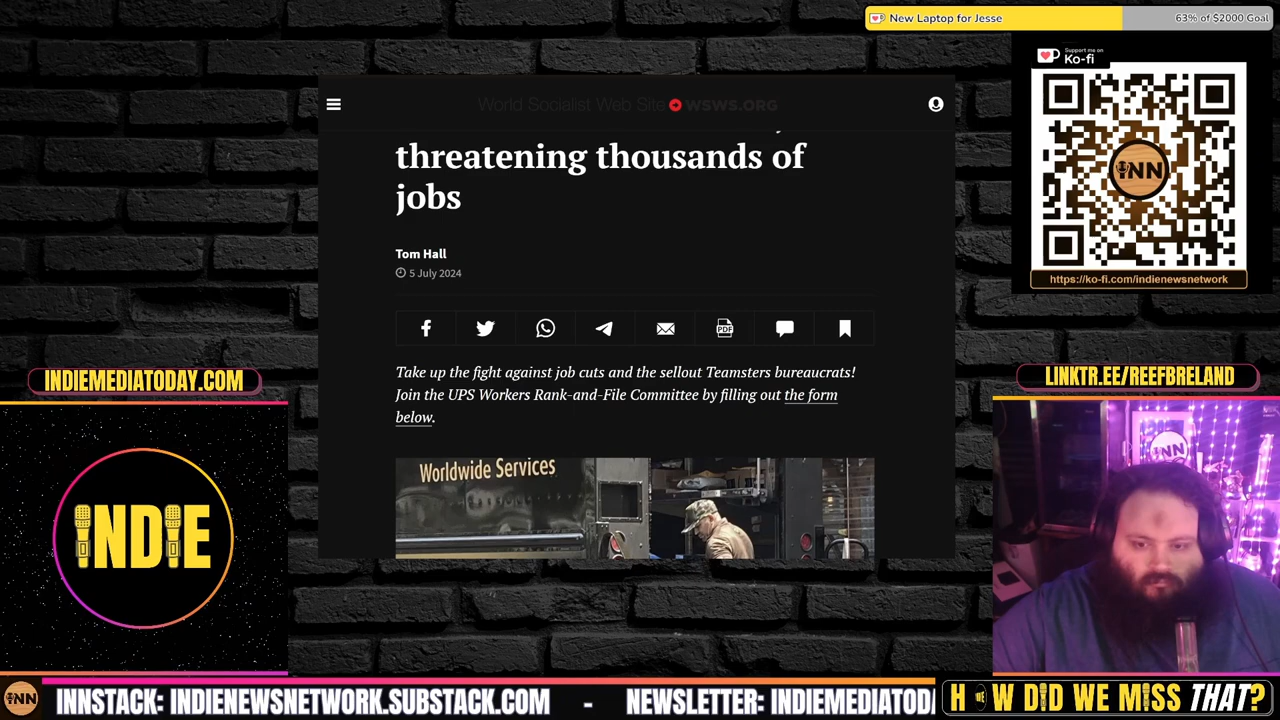 New Laptop for Jesse
63% of $2000 Goal
Support me on
Ko-fi
World Socialist Web Site WSWS.ORG
threatening thousands of
jobs
iNN
Tom Hall
5 July 2024
https://ko-fi.com/indienewsnetwork
PDF
Take up the fight against job cuts and the sellout Teamsters bureaucrats!
Join the UPS Workers Rank-and-File Committee by filling out the form
below.
INDIEMEDIATODAY.COM
LINKTR.EE/REEFBRELAND
Worldwide Services
INDIE
INN
INN
INNSTACK: INDIENEWSNETWORK.SUBSTACK.COM - NEWSLETTER: INDIEMEDIATOD
HOW DID WE MISS THAT?